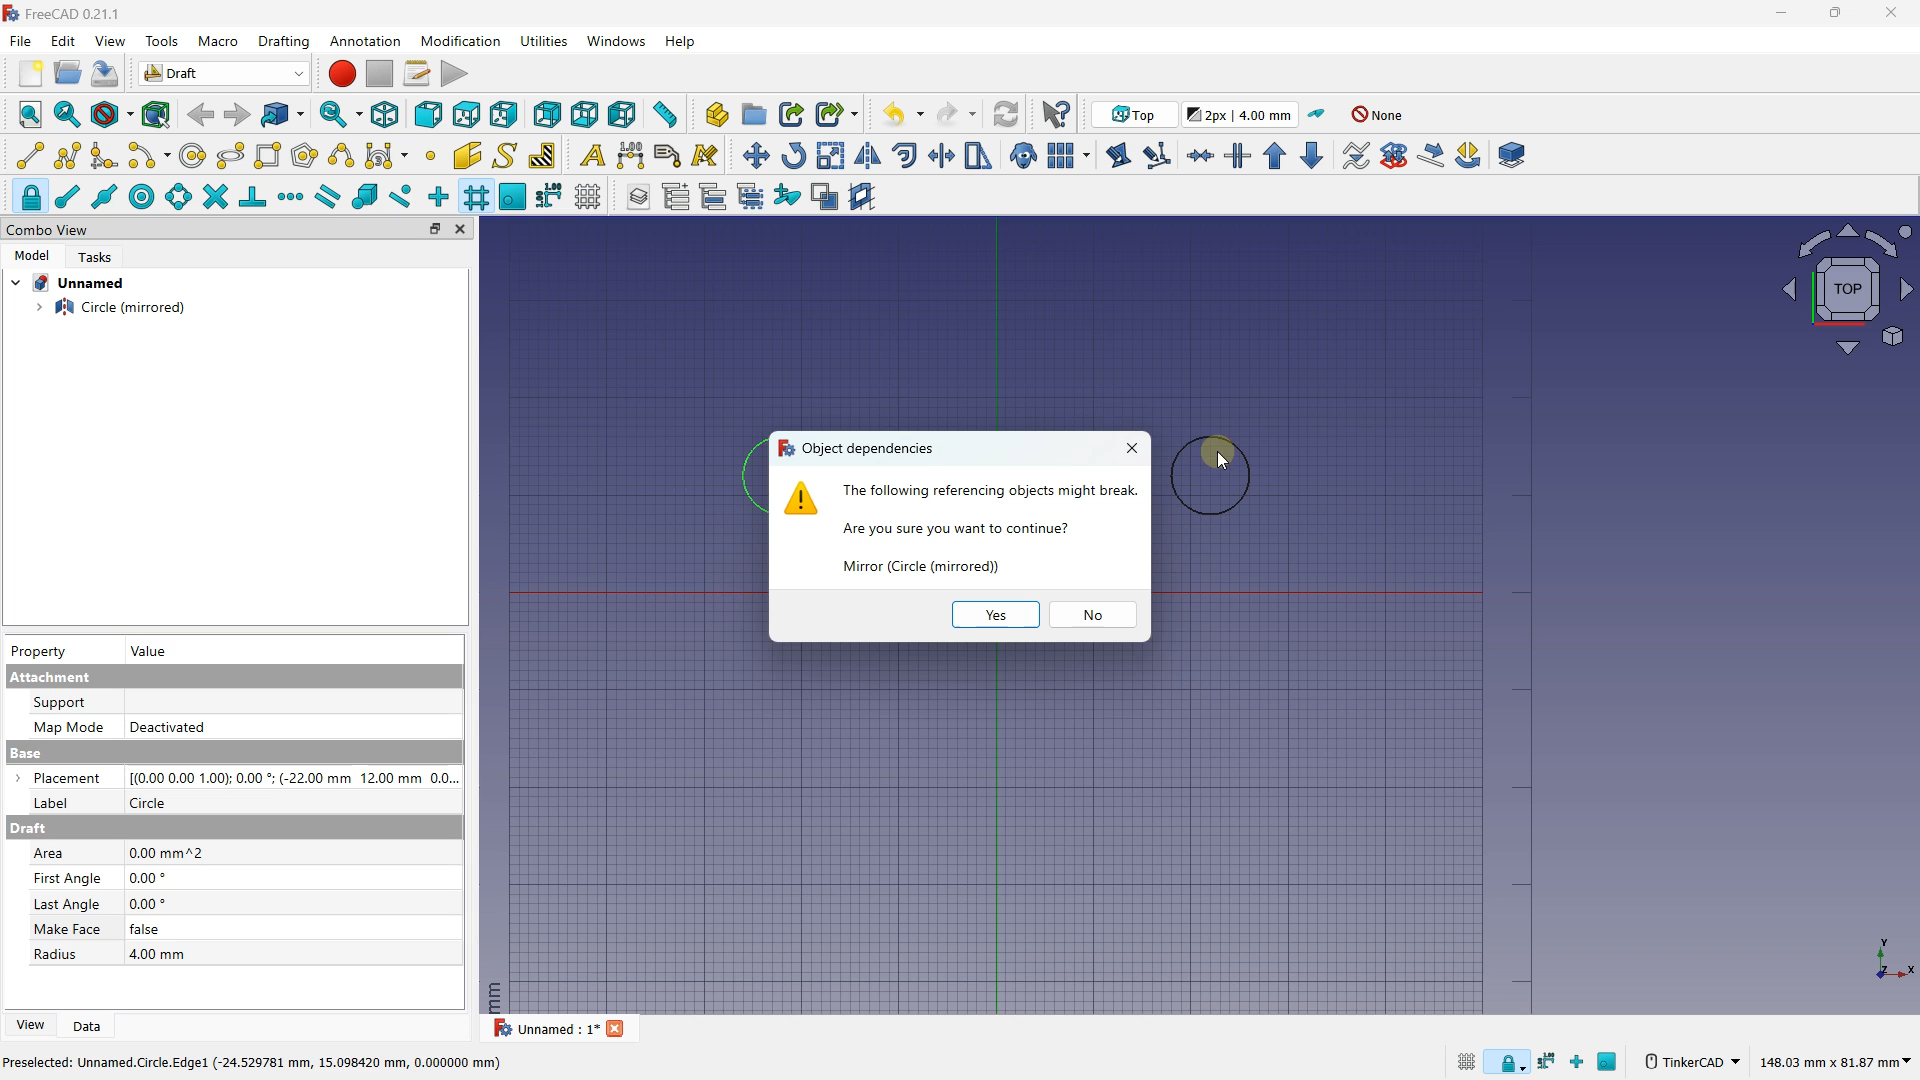 FreeCAD 0.21.1
File Edit View Tools Macro Drafting Annotation Modification Utilities Windows Help
Draft
Top 2px | 4.00 mm None
1.00
1.00
Combo View
Model Tasks
Unnamed
Circle (mirrored)
TOP
Object dependencies
The following referencing objects might break.
Are you sure you want to continue?
Mirror (Circle (mirrored))
Yes No
Property Value
Attachment
Support
Map Mode Deactivated
Base
Placement [(0.00 0.00 1.00); 0.00 °; (-22.00 mm 12.00 mm 0.0...
Label Circle
Draft
Area 0.00 mm^2
First Angle 0.00 °
Last Angle 0.00 °
Make Face false
Radius 4.00 mm
mm
Y
Z X
View Data
Unnamed : 1*
Preselected: Unnamed.Circle.Edge1 (-24.529781 mm, 15.098420 mm, 0.000000 mm)
1.00
TinkerCAD 148.03 mm x 81.87 mm